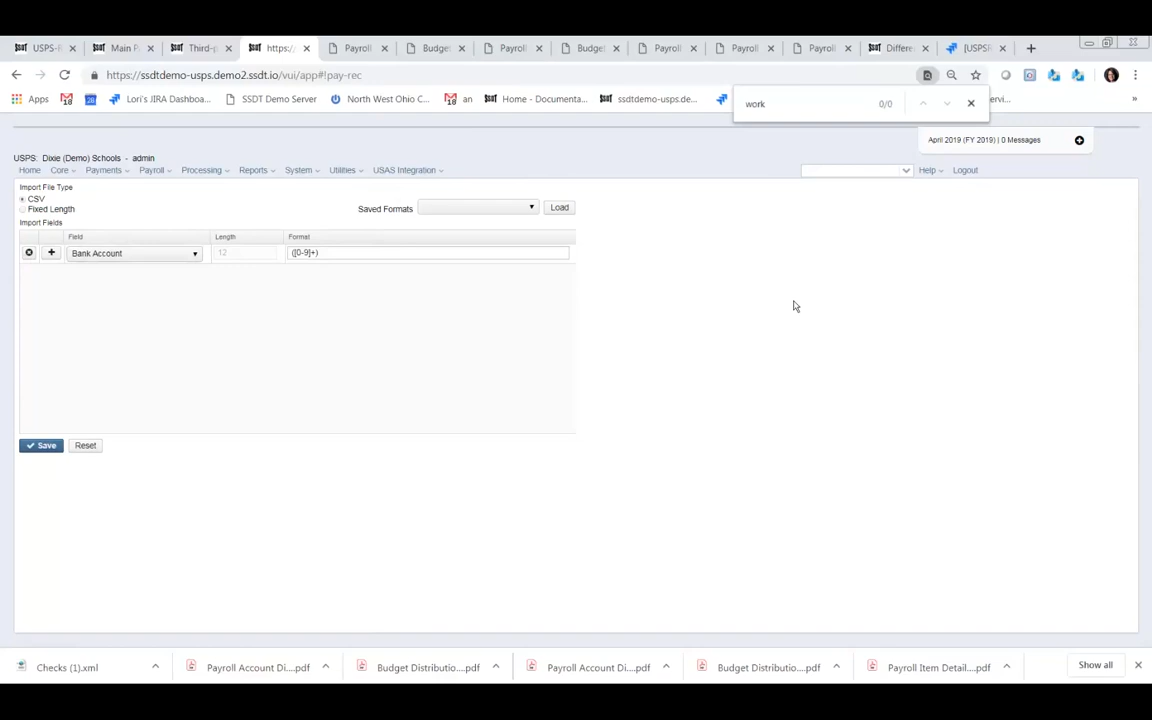 USPS-F Main P Third-p https:/ Payroll Budget Payroll Budget Payroll Payroll Payroll Differe [USPSR
https://ssdtdemo-usps.demo2.ssdt.io/vui/app#!pay-rec
Apps Lori's JIRA Dashboa... SSDT Demo Server North West Ohio C... an Home - Documenta... ssdtdemo-usps.de... work 0/0 ervi... »
April 2019 (FY 2019) | 0 Messages
USPS: Dixie (Demo) Schools - admin
Home Core Payments Payroll Processing Reports System Utilities USAS Integration Help Logout
Import File Type
CSV
Fixed Length
Saved Formats Load
Import Fields
Field Length Format
Bank Account 12 ([0-9]+)
Save Reset
Checks (1).xml Payroll Account Di....pdf Budget Distributio....pdf Payroll Account Di....pdf Budget Distributio....pdf Payroll Item Detail....pdf Show all